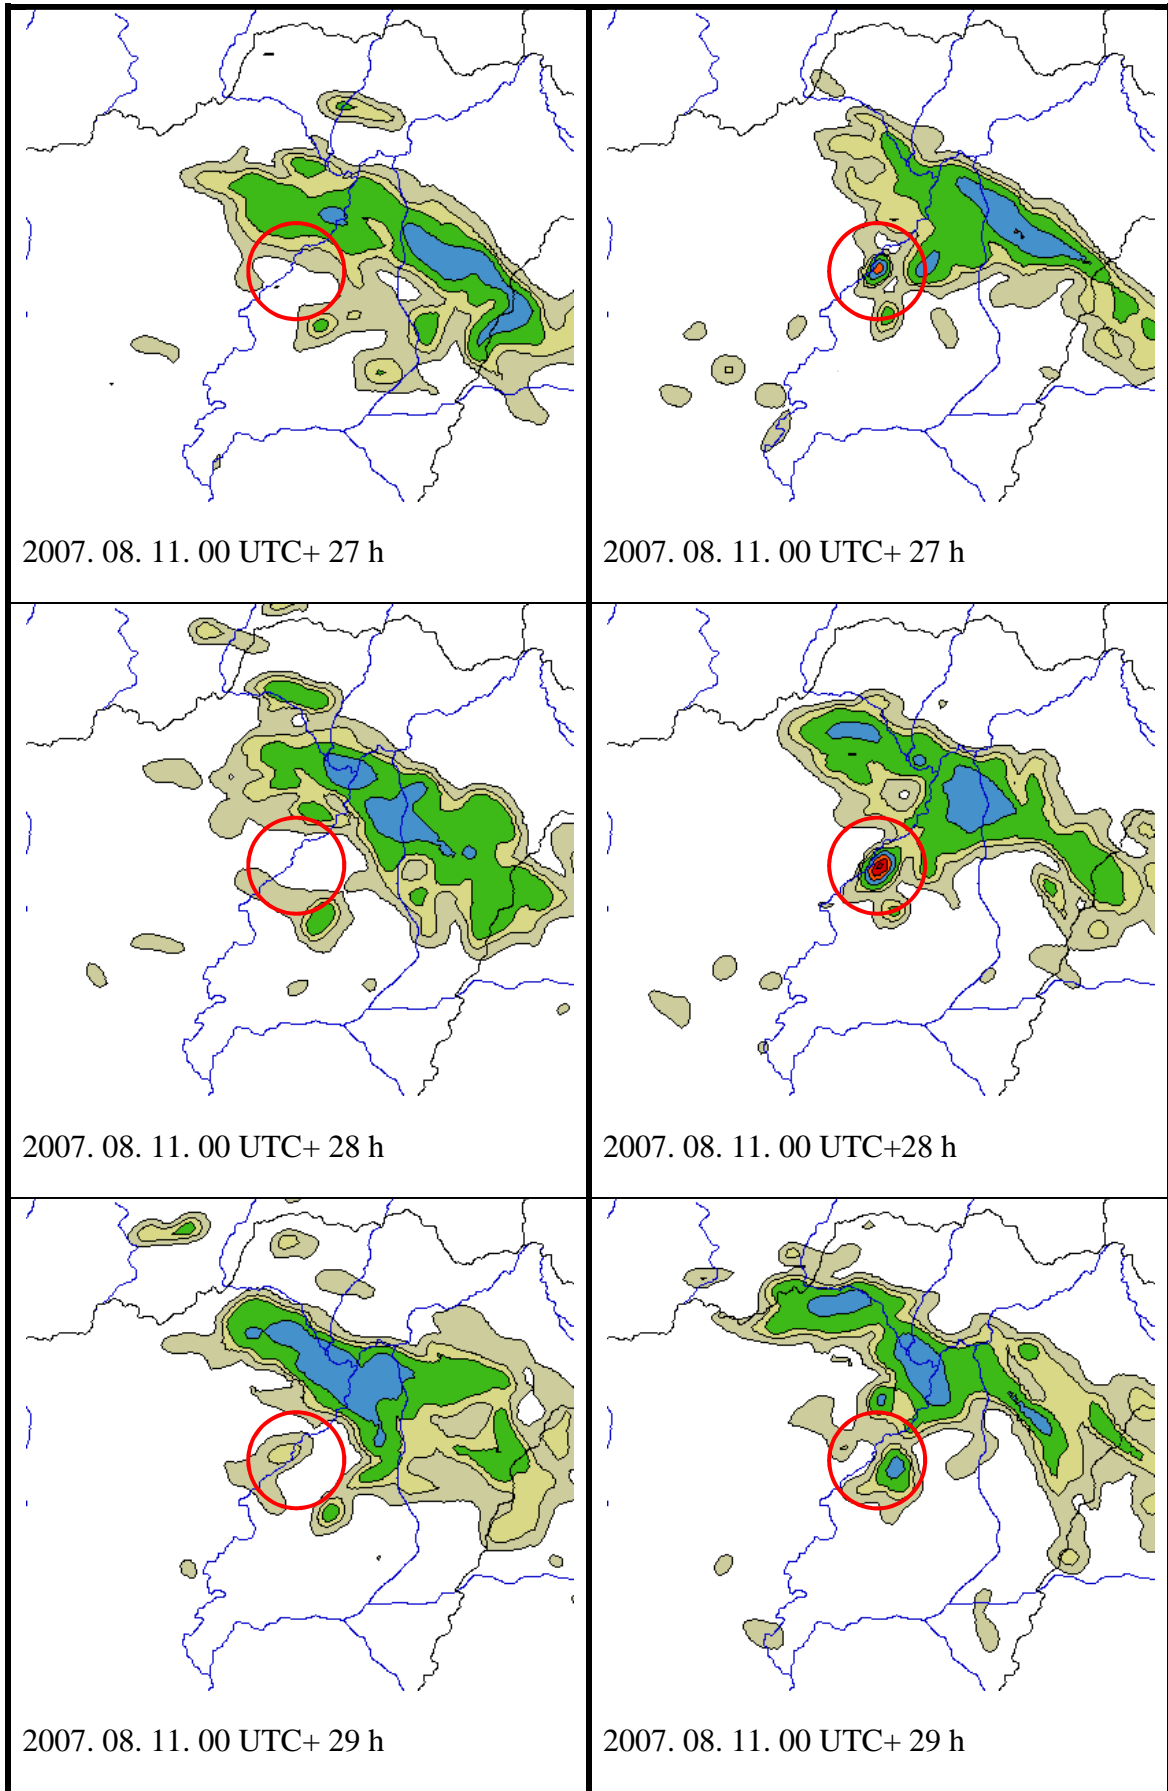 2007. 08. 11. 00 UTC+ 27 h
2007. 08. 11. 00 UTC+ 27 h
2007. 08. 11. 00 UTC+ 28 h
2007. 08. 11. 00 UTC+28 h
2007. 08. 11. 00 UTC+ 29 h
2007. 08. 11. 00 UTC+ 29 h